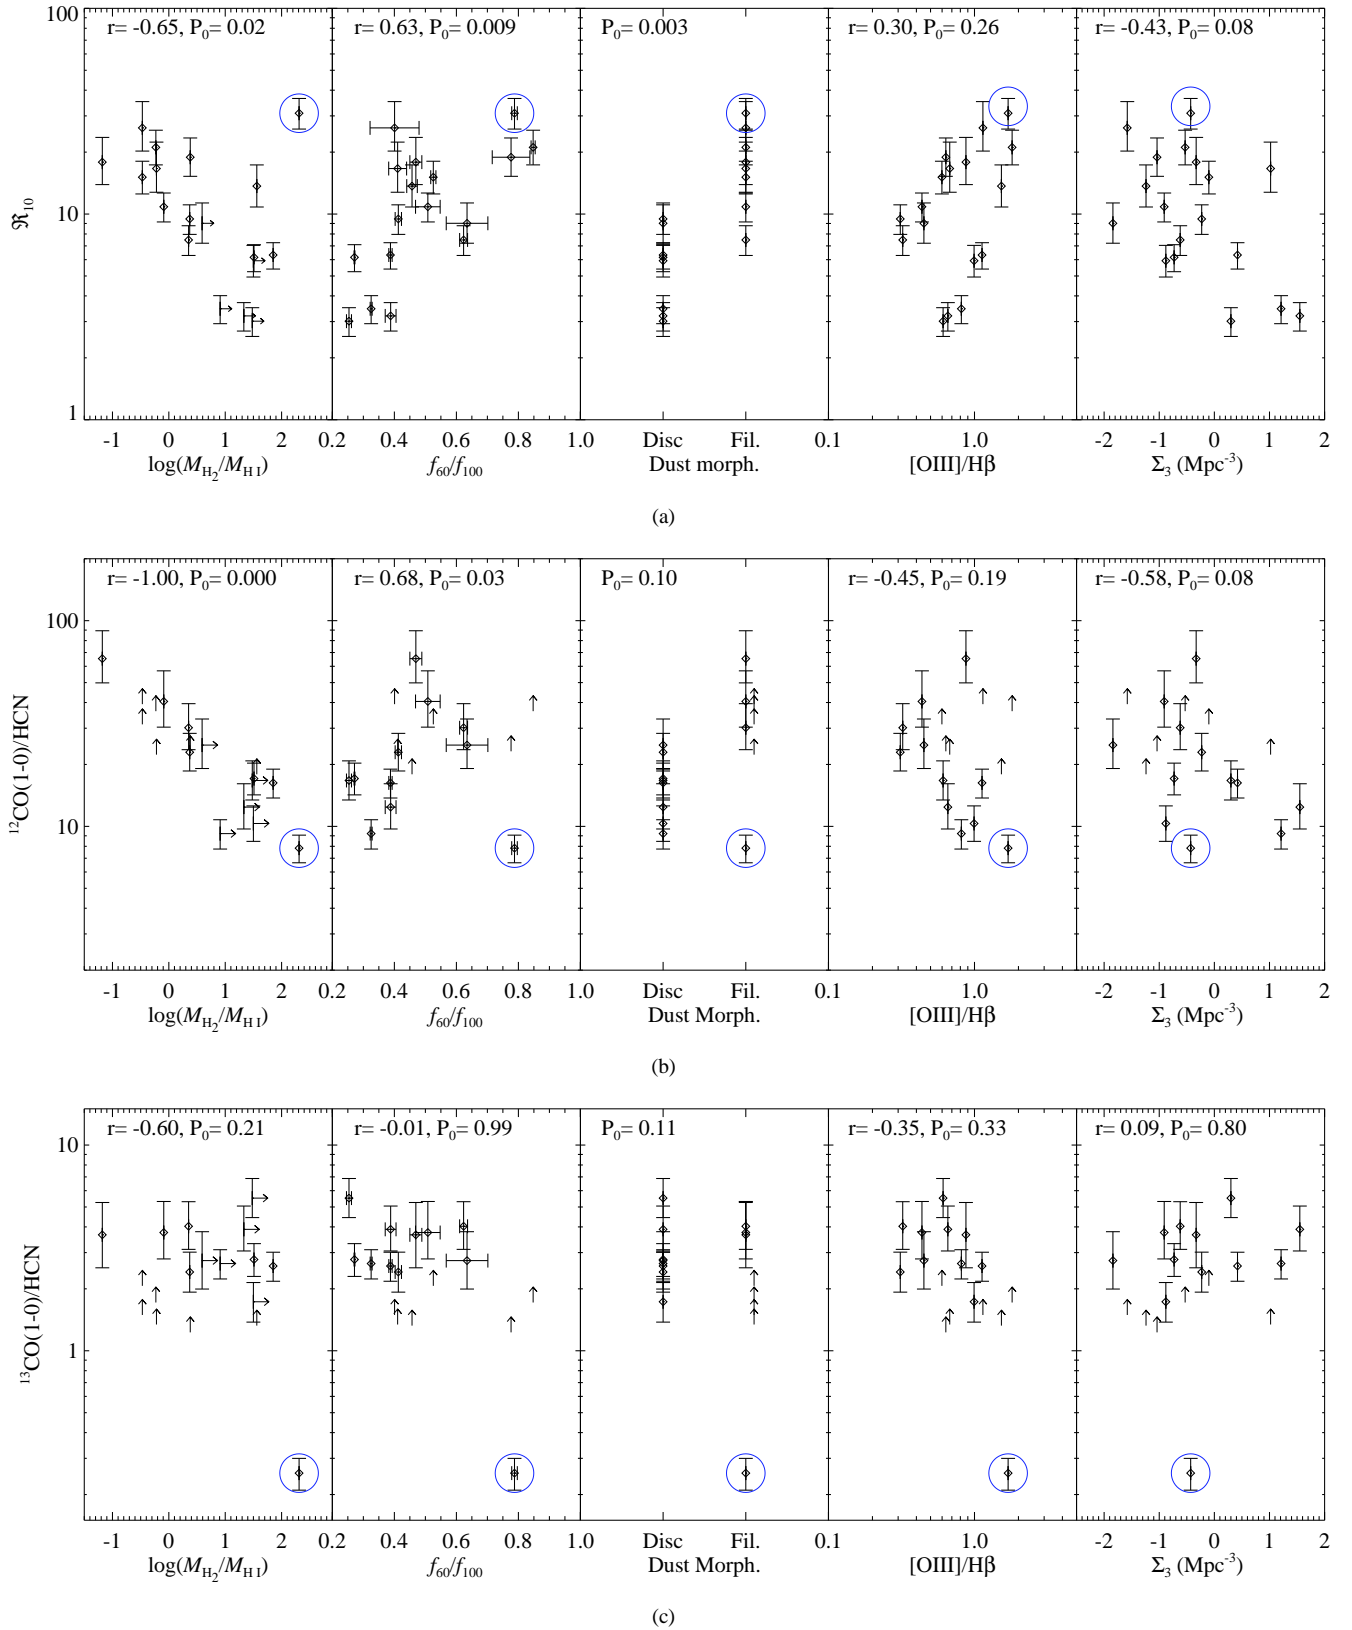 r= -0.65, P₀= 0.02
r= 0.63, P₀= 0.009
P₀= 0.003
r= 0.30, P₀= 0.26
r= -0.43, P₀= 0.08
100
10
1
ℜ₁₀
-1 0 1 2
0.2 0.4 0.6 0.8 1.0
Disc Fil.
0.1 1.0
-2 -1 0 1 2
log(M_H₂/M_H I)
f₆₀/f₁₀₀
Dust morph.
[OIII]/Hβ
Σ₃ (Mpc⁻³)
(a)
r= -1.00, P₀= 0.000
r= 0.68, P₀= 0.03
P₀= 0.10
r= -0.45, P₀= 0.19
r= -0.58, P₀= 0.08
100
10
¹²CO(1-0)/HCN
-1 0 1 2
0.2 0.4 0.6 0.8 1.0
Disc Fil.
0.1 1.0
-2 -1 0 1 2
log(M_H₂/M_H I)
f₆₀/f₁₀₀
Dust Morph.
[OIII]/Hβ
Σ₃ (Mpc⁻³)
(b)
r= -0.60, P₀= 0.21
r= -0.01, P₀= 0.99
P₀= 0.11
r= -0.35, P₀= 0.33
r= 0.09, P₀= 0.80
10
1
¹³CO(1-0)/HCN
-1 0 1 2
0.2 0.4 0.6 0.8 1.0
Disc Fil.
0.1 1.0
-2 -1 0 1 2
log(M_H₂/M_H I)
f₆₀/f₁₀₀
Dust Morph.
[OIII]/Hβ
Σ₃ (Mpc⁻³)
(c)